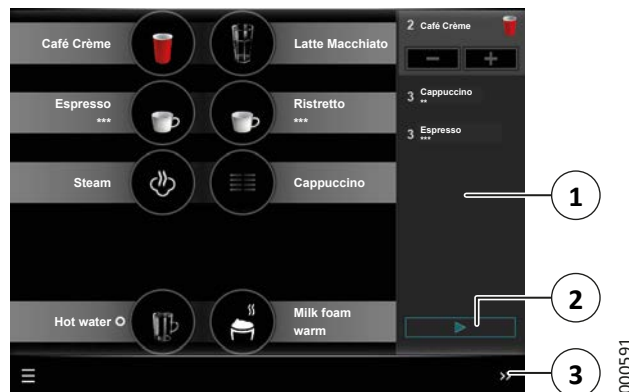 Café Crème
Latte Macchiato
2 Café Crème
− +
Espresso
***
Ristretto
***
3 Cappuccino
**
3 Espresso
***
Steam
Cappuccino
1
2
Hot water
Milk foam
warm
3
000591